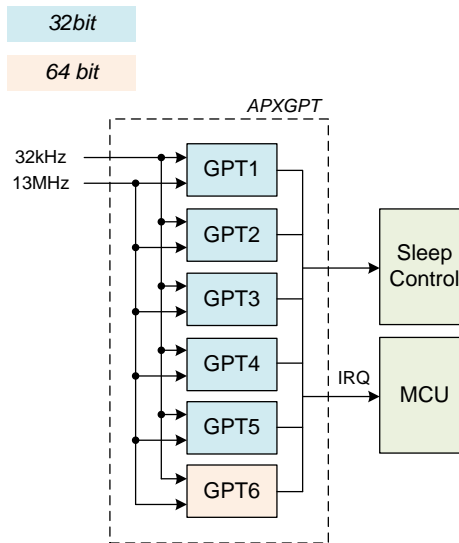 32bit
64 bit
APXGPT
32kHz
13MHz
GPT1
GPT2
GPT3
GPT4
GPT5
GPT6
Sleep
Control
IRQ
MCU